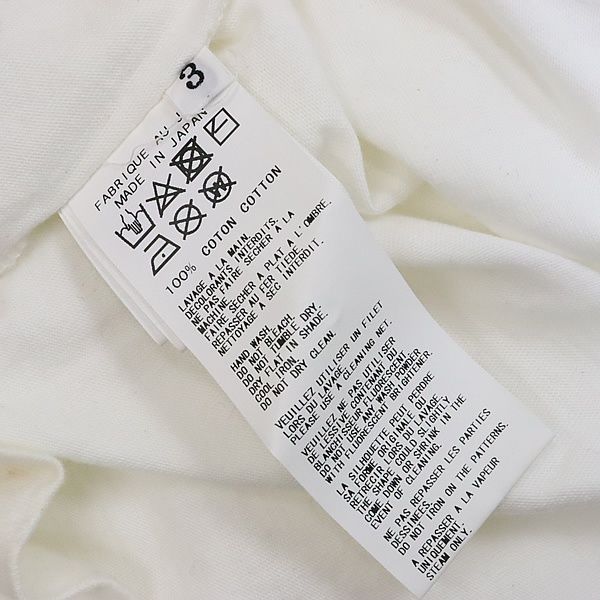 3
FABRIQUE AU J
MADE IN JAPAN
100% COTON COTTON
LAVAGE A LA MAIN.
DECOLORANTS INTERDITS.
NE PAS FAIRE SECHER A LA
MACHINE.
FAIRE SECHER A PLAT A L'OMBRE.
REPASSER AU FER TIEDE.
NETTOYAGE A SEC INTERDIT.
HAND WASH.
DO NOT BLEACH.
DO NOT TUMBLE DRY.
DRY FLAT IN SHADE.
COOL IRON.
DO NOT DRY CLEAN.
VEUILLEZ UTILISER UN FILET
LORS DU LAVAGE.
PLEASE USE A CLEANING NET.
VEUILLEZ NE PAS UTILISER
DE LESSIVE CONTENANT DU
BLANCHISSEUR FLUORESCENT.
DO NOT USE ANY WASH POWDER
WITH FLUORESCENT BRIGHTENER.
LA SILHOUETTE PEUT PERDRE
SA FORME ORIGINALE OU
RETRECIR LORS DU LAVAGE.
THE SHAPE COULD SLIGHTLY
COME DOWN OR SHRINK IN THE
EVENT OF CLEANING.
NE PAS REPASSER LES PARTIES
DESSINEES.
DO NOT IRON ON THE PATTERNS.
A REPASSER A LA VAPEUR
UNIQUEMENT.
STEAM ONLY.